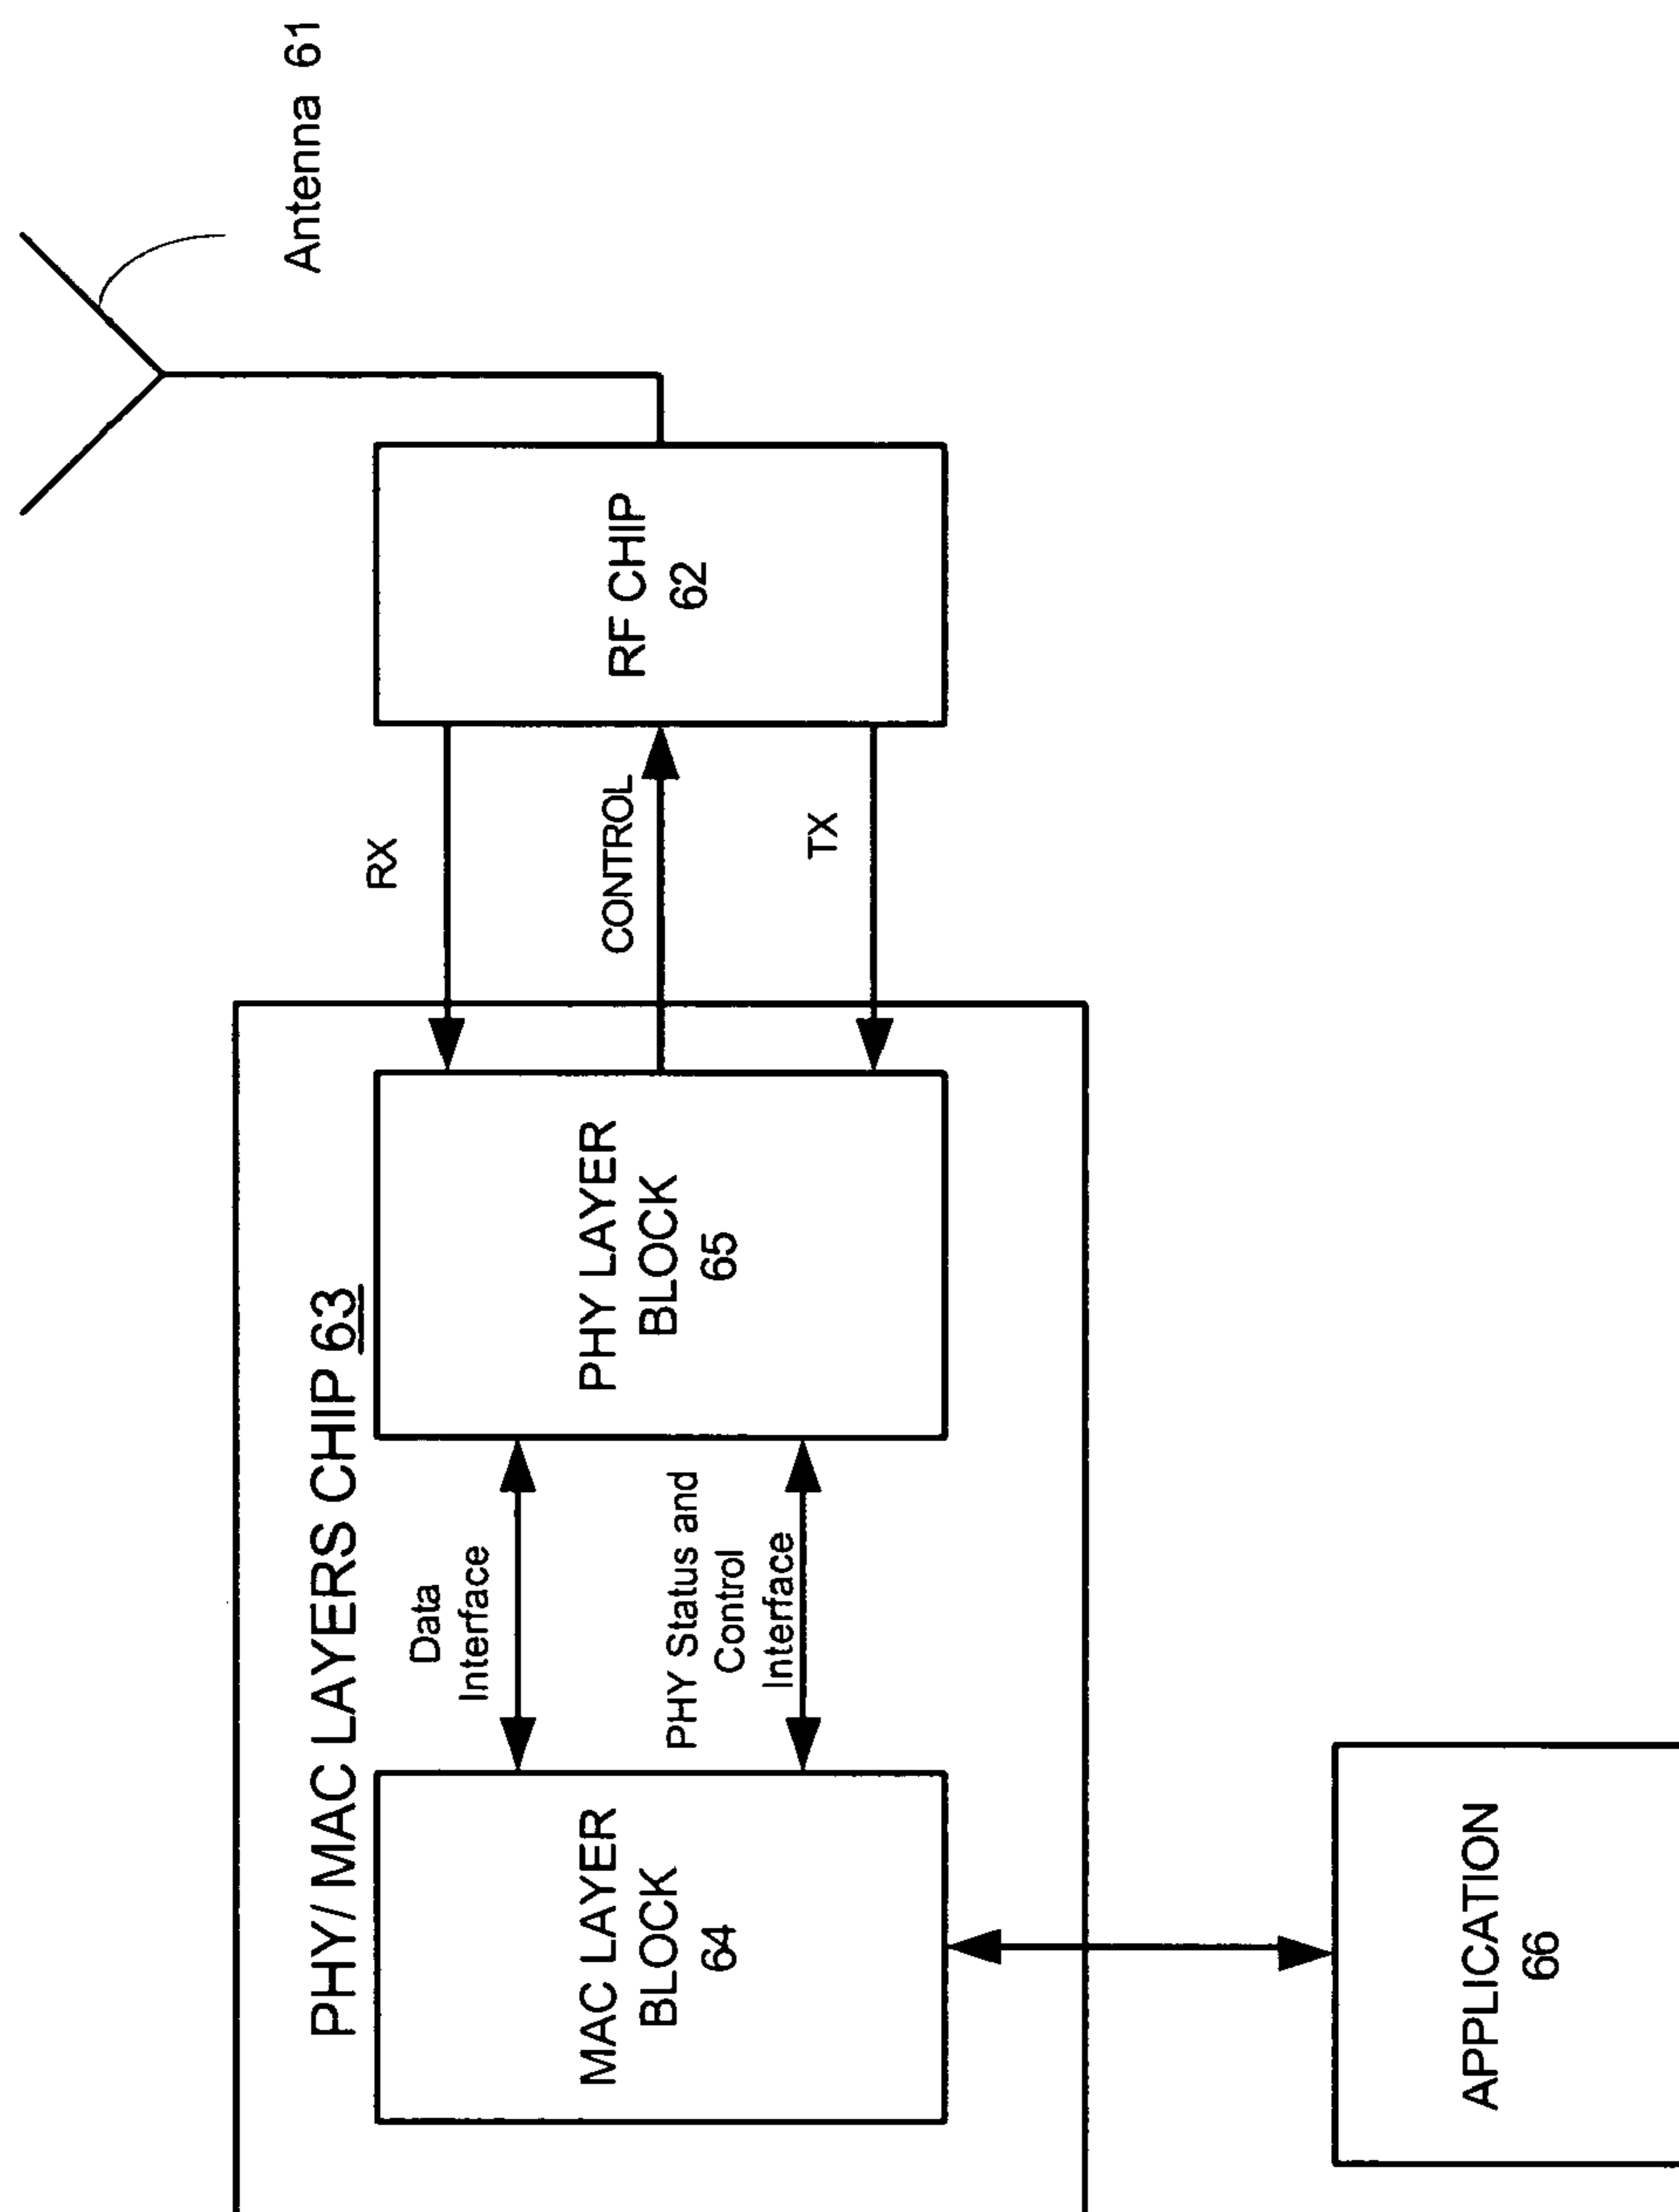 Antenna 61
PHY/MAC LAYERS CHIP 63
MAC LAYER
BLOCK
64
Data
Interface
PHY Status and
Control
Interface
PHY LAYER
BLOCK
65
RX
CONTROL
TX
RF CHIP
62
APPLICATION
66